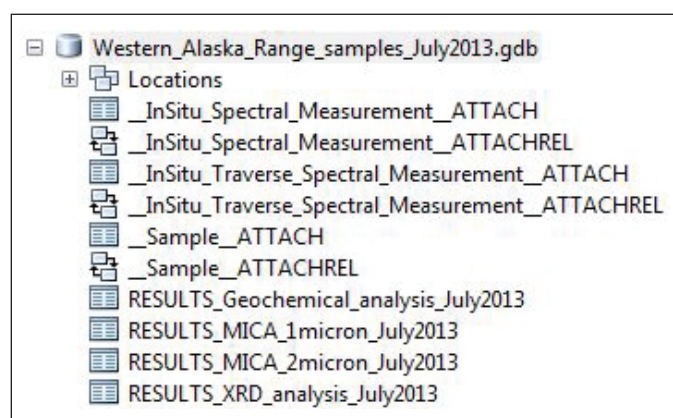 Western_Alaska_Range_samples_July2013.gdb
Locations
__InSitu_Spectral_Measurement__ATTACH
__InSitu_Spectral_Measurement__ATTACHREL
__InSitu_Traverse_Spectral_Measurement__ATTACH
__InSitu_Traverse_Spectral_Measurement__ATTACHREL
__Sample__ATTACH
__Sample__ATTACHREL
RESULTS_Geochemical_analysis_July2013
RESULTS_MICA_1micron_July2013
RESULTS_MICA_2micron_July2013
RESULTS_XRD_analysis_July2013